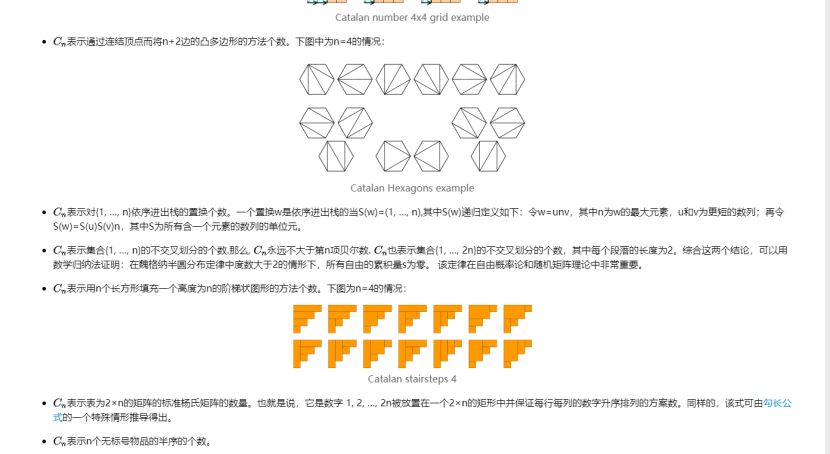 Catalan number 4x4 grid example
• Cₙ表示通过连结顶点而将n+2边的凸多边形的方法个数。下图中为n=4的情况：
Catalan Hexagons example
• Cₙ表示对{1, ..., n}依序进出栈的置换个数。一个置换w是依序进出栈的当S(w)=(1, ..., n),其中S(w)递归定义如下：令w=unv，其中n为w的最大元素，u和v为更短的数列；再令
S(w)=S(u)S(v)n，其中S为所有含一个元素的数列的单位元。
• Cₙ表示集合{1, ..., n}的不交叉划分的个数.那么, Cₙ永远不大于第n项贝尔数. Cₙ也表示集合{1, ..., 2n}的不交叉划分的个数，其中每个段落的长度为2。综合这两个结论，可以用
数学归纳法证明：在魏格纳半圆分布定律中度数大于2的情形下，所有自由的累积量s为零。 该定律在自由概率论和随机矩阵理论中非常重要。
• Cₙ表示用n个长方形填充一个高度为n的阶梯状图形的方法个数。下图为n=4的情况：
Catalan stairsteps 4
• Cₙ表示表为2×n的矩阵的标准杨氏矩阵的数量。也就是说，它是数字 1, 2, ..., 2n被放置在一个2×n的矩形中并保证每行每列的数字升序排列的方案数。同样的，该式可由勾长公
式的一个特殊情形推导得出。
• Cₙ表示n个无标号物品的半序的个数。